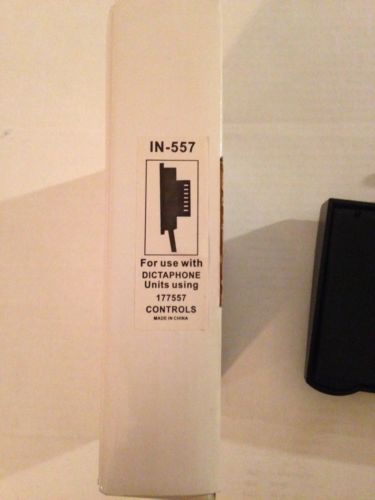 IN-557
For use with
DICTAPHONE
Units using
177557
CONTROLS
MADE IN CHINA